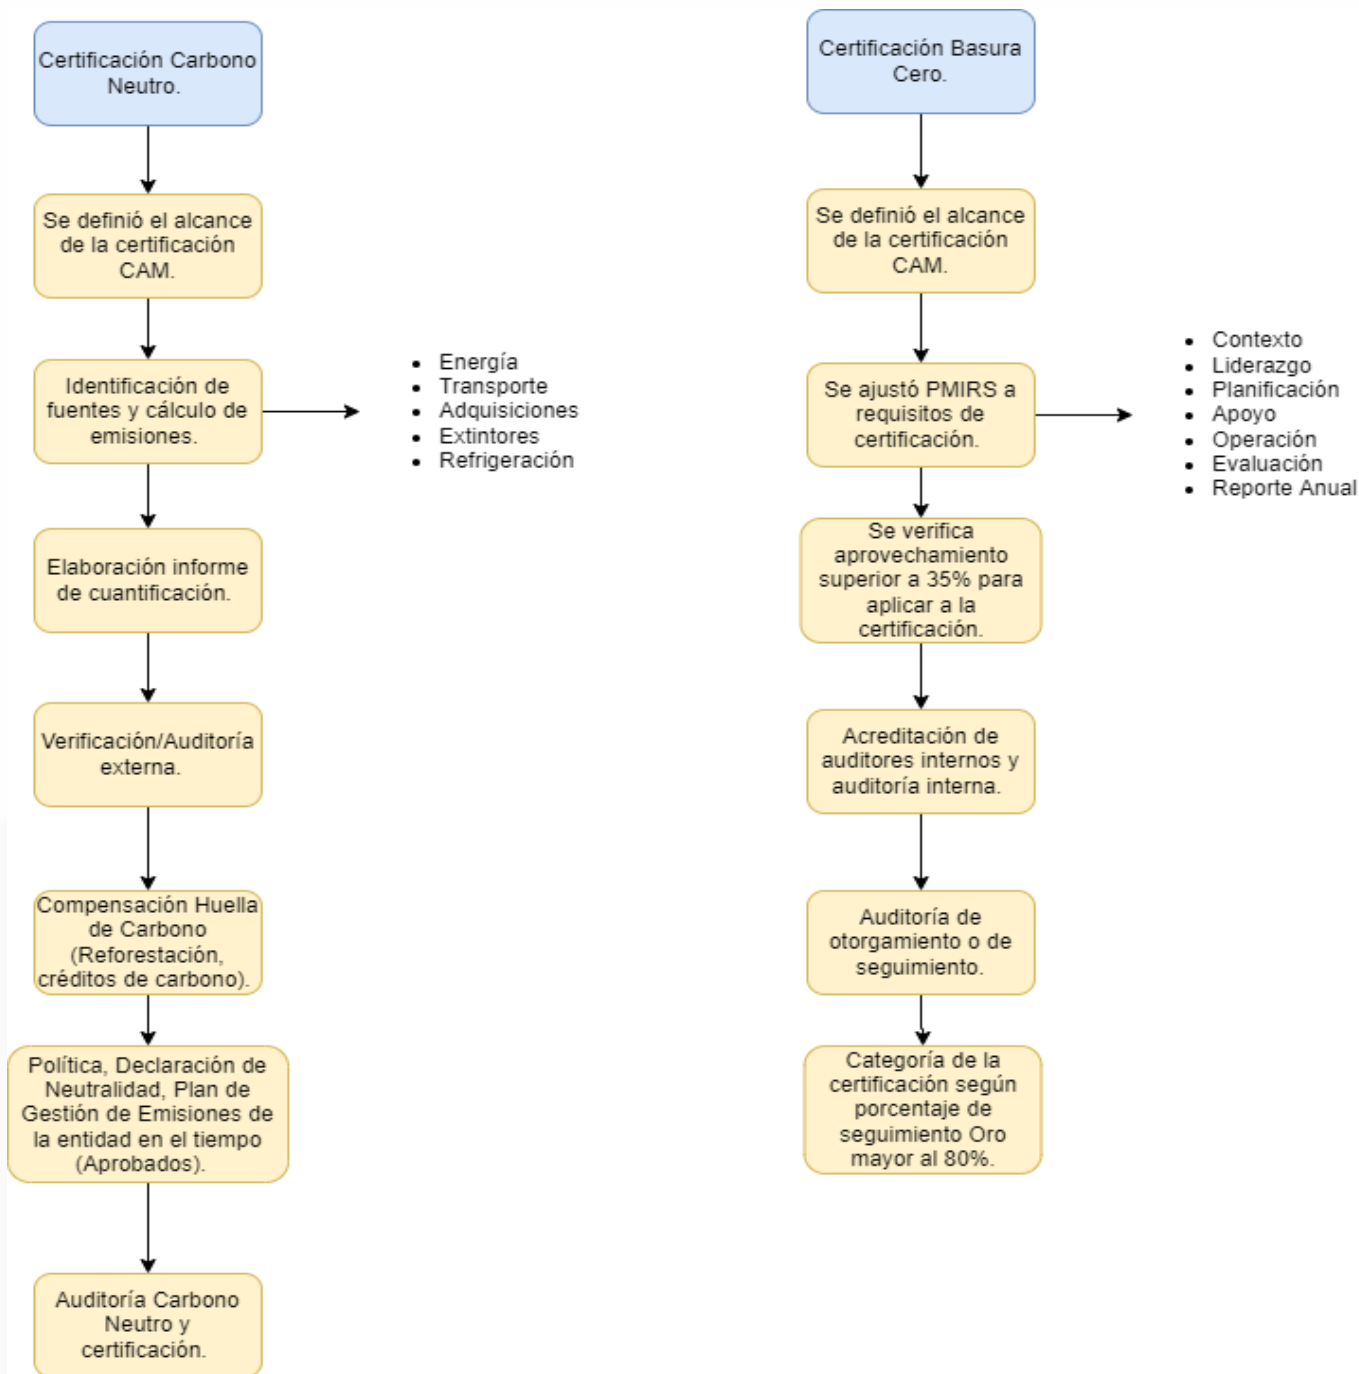 Certificación Carbono
Neutro.
Se definió el alcance
de la certificación
CAM.
Identificación de
fuentes y cálculo de
emisiones.
• Energía
• Transporte
• Adquisiciones
• Extintores
• Refrigeración
Elaboración informe
de cuantificación.
Verificación/Auditoría
externa.
Compensación Huella
de Carbono
(Reforestación,
créditos de carbono).
Política, Declaración de
Neutralidad, Plan de
Gestión de Emisiones de
la entidad en el tiempo
(Aprobados).
Auditoría Carbono
Neutro y
certificación.
Certificación Basura
Cero.
Se definió el alcance
de la certificación
CAM.
Se ajustó PMIRS a
requisitos de
certificación.
• Contexto
• Liderazgo
• Planificación
• Apoyo
• Operación
• Evaluación
• Reporte Anual
Se verifica
aprovechamiento
superior a 35% para
aplicar a la
certificación.
Acreditación de
auditores internos y
auditoría interna.
Auditoría de
otorgamiento o de
seguimiento.
Categoría de la
certificación según
porcentaje de
seguimiento Oro
mayor al 80%.